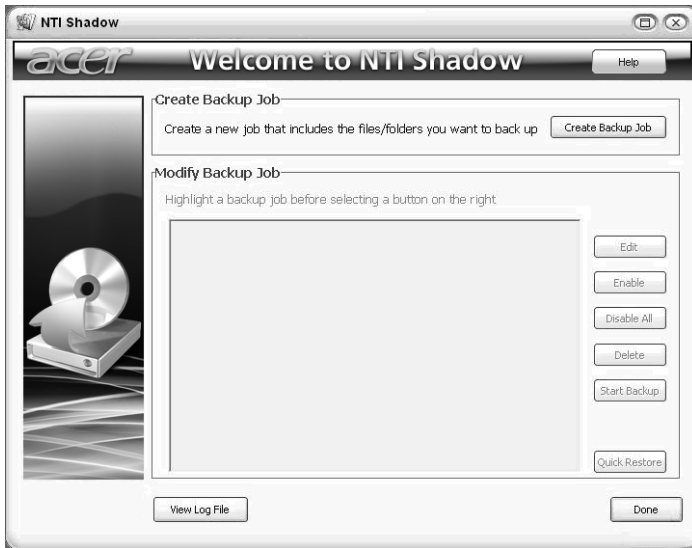 NTI Shadow
acer Welcome to NTI Shadow Help
Create Backup Job
Create a new job that includes the files/folders you want to back up Create Backup Job
Modify Backup Job
Highlight a backup job before selecting a button on the right
Edit
Enable
Disable All
Delete
Start Backup
Quick Restore
View Log File Done